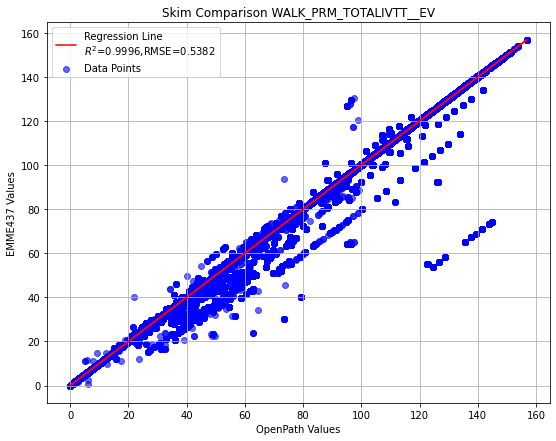 Skim Comparison WALK_PRM_TOTALIVTT__EV
Regression Line
R²=0.9996,RMSE=0.5382
Data Points
EMME437 Values
160
140
120
100
80
60
40
20
0
0 20 40 60 80 100 120 140 160
OpenPath Values